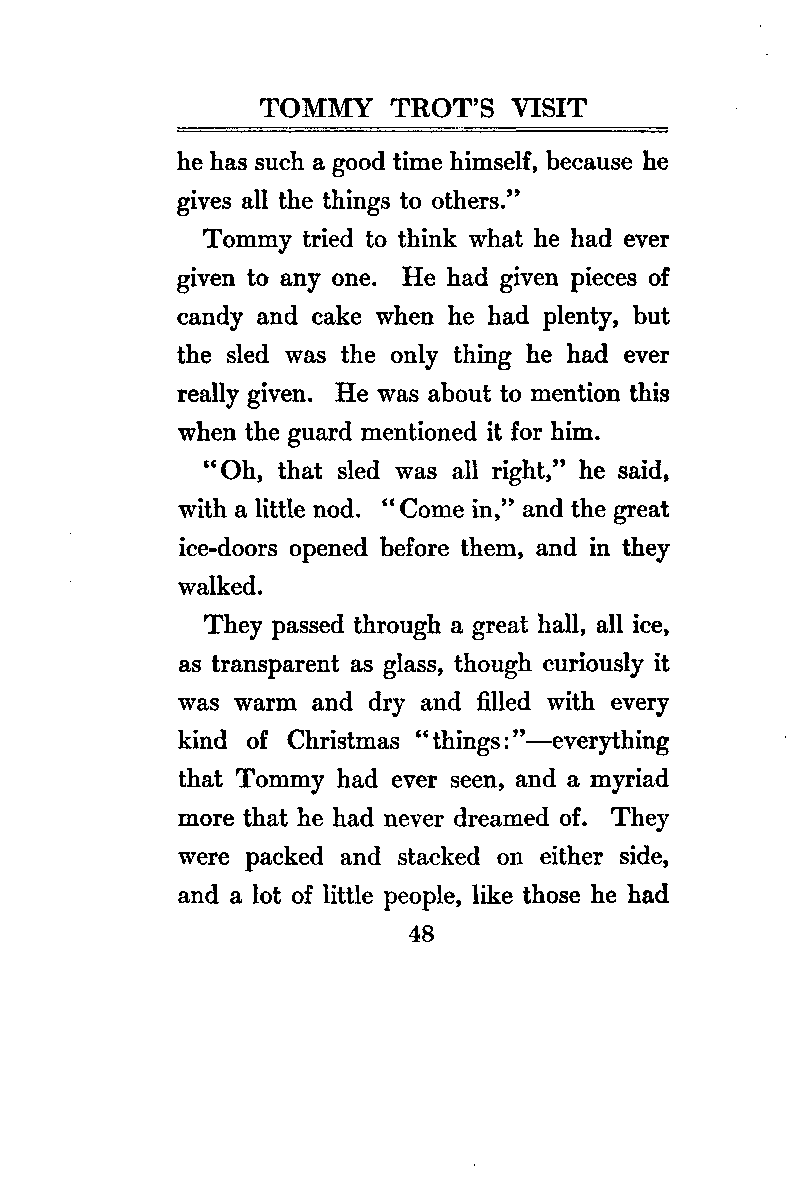 TOMMY TROT'S VISIT
he has such a good time himself, because he
gives all the things to others."
Tommy tried to think what he had ever
given to any one. He had given pieces of
candy and cake when he had plenty, but
the sled was the only thing he had ever
really given. He was about to mention this
when the guard mentioned it for him.
"Oh, that sled was all right," he said,
with a little nod. "Come in," and the great
ice-doors opened before them, and in they
walked.
They passed through a great hall, all ice,
as transparent as glass, though curiously it
was warm and dry and filled with every
kind of Christmas "things:"—everything
that Tommy had ever seen, and a myriad
more that he had never dreamed of. They
were packed and stacked on either side,
and a lot of little people, like those he had
48